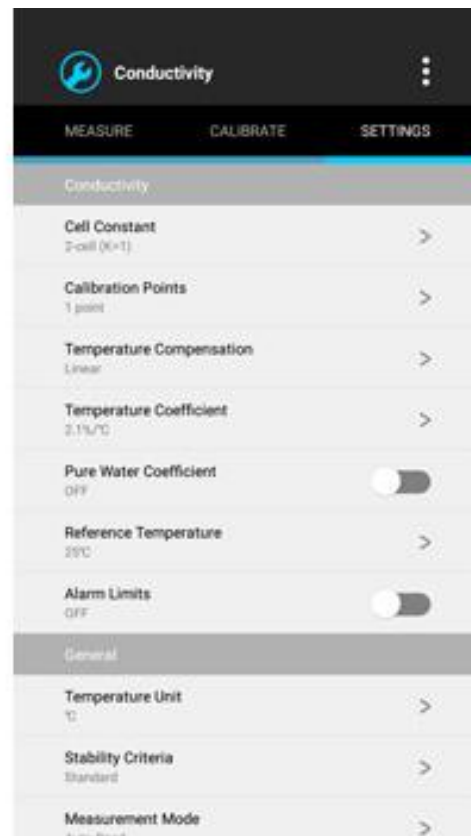 Conductivity
MEASURE CALIBRATE SETTINGS
Conductivity
Cell Constant
2-cell (K=1)
Calibration Points
1 point
Temperature Compensation
Linear
Temperature Coefficient
2.1%/°C
Pure Water Coefficient
OFF
Reference Temperature
25°C
Alarm Limits
OFF
General
Temperature Unit
°C
Stability Criteria
Standard
Measurement Mode